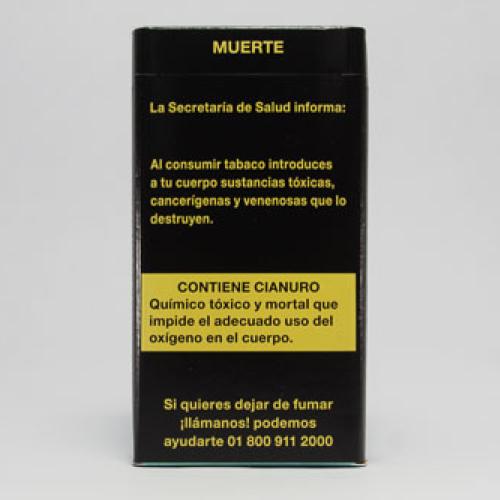 MUERTE
La Secretaría de Salud informa:
Al consumir tabaco introduces
a tu cuerpo sustancias tóxicas,
cancerígenas y venenosas que lo
destruyen.
CONTIENE CIANURO
Químico tóxico y mortal que
impide el adecuado uso del
oxígeno en el cuerpo.
Si quieres dejar de fumar
¡llámanos! podemos
ayudarte 01 800 911 2000